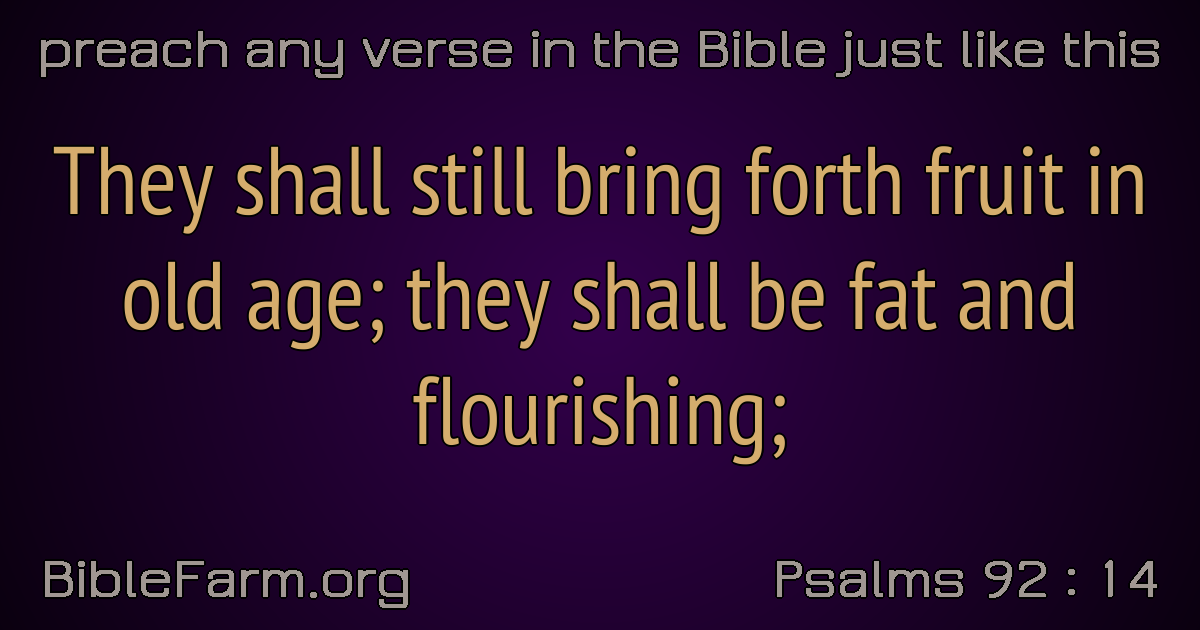 preach any verse in the Bible just like this
They shall still bring forth fruit in
old age; they shall be fat and
flourishing;
BibleFarm.org
Psalms 92 : 14